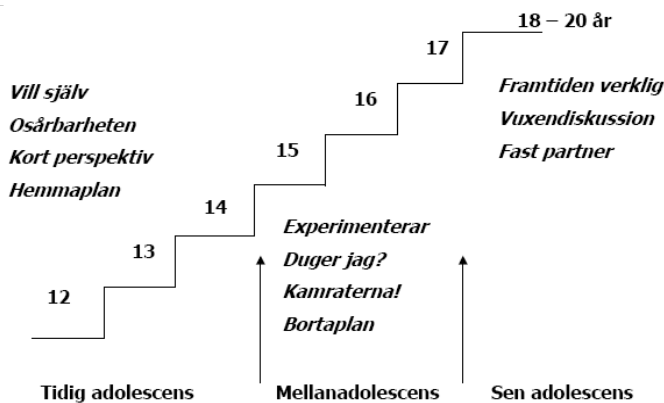 18 – 20 år
17
16
15
14
13
12
Vill själv
Osårbarheten
Kort perspektiv
Hemmaplan
Experimenterar
Duger jag?
Kamraterna!
Bortaplan
Framtiden verklig
Vuxendiskussion
Fast partner
Tidig adolescens
Mellanadolescens
Sen adolescens